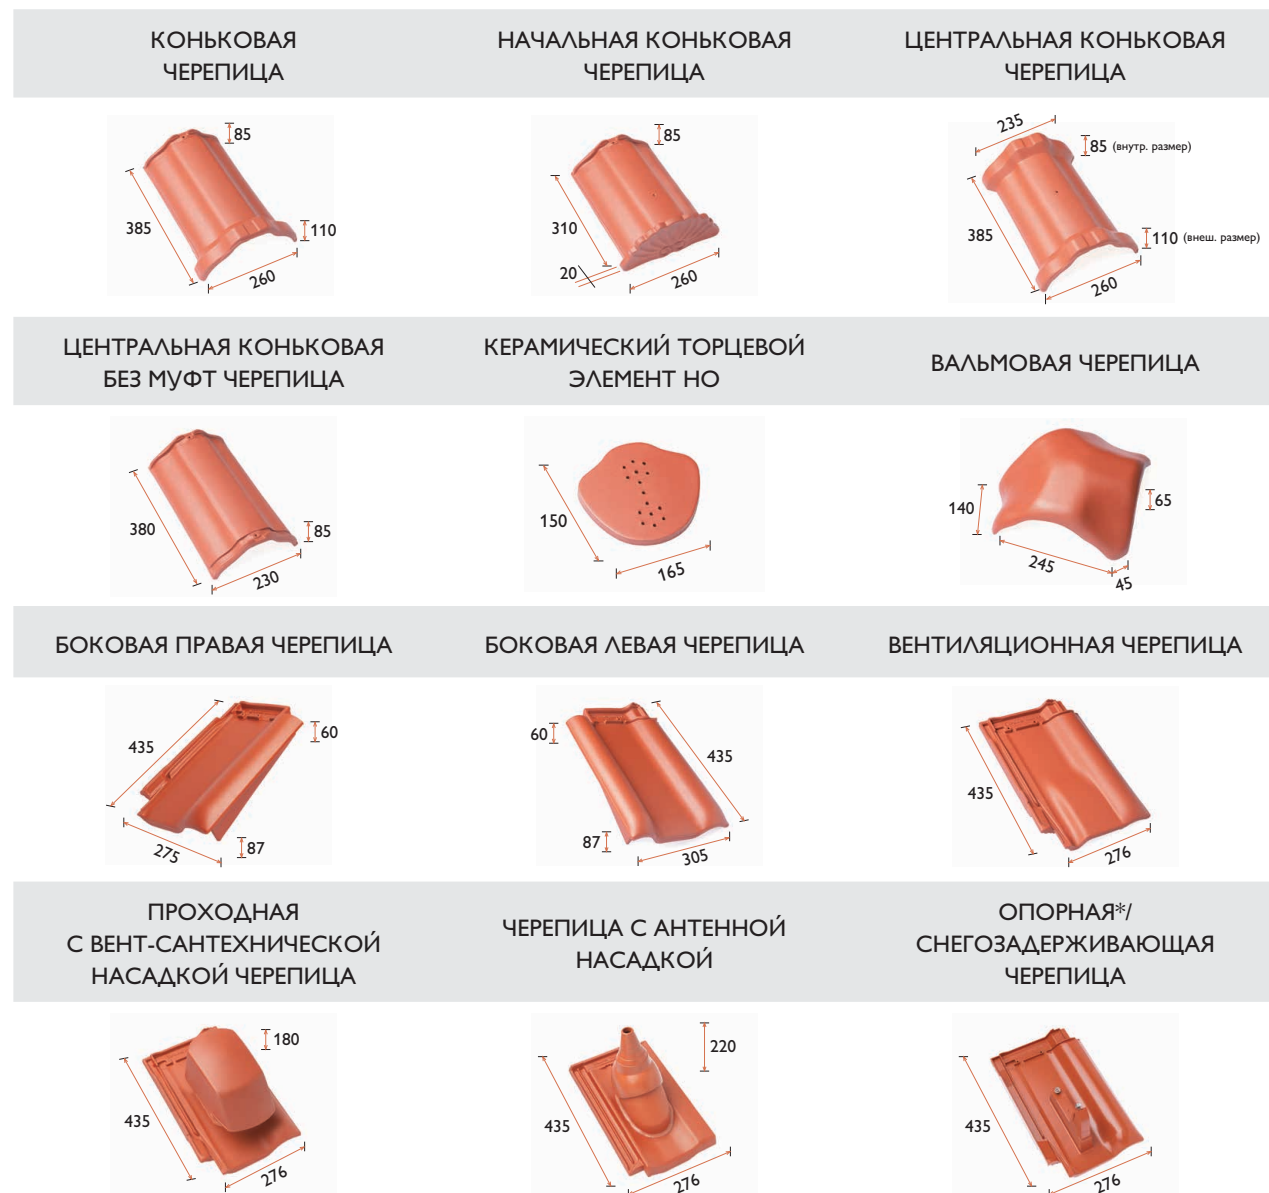 КОНЬКОВАЯ
ЧЕРЕПИЦА
НАЧАЛЬНАЯ КОНЬКОВАЯ
ЧЕРЕПИЦА
ЦЕНТРАЛЬНАЯ КОНЬКОВАЯ
ЧЕРЕПИЦА
85
385
110
260
85
310
20
260
235
85 (внутр. размер)
385
110 (внеш. размер)
260
ЦЕНТРАЛЬНАЯ КОНЬКОВАЯ
БЕЗ МУФТ ЧЕРЕПИЦА
КЕРАМИЧЕСКИЙ ТОРЦЕВОЙ
ЭЛЕМЕНТ HO
ВАЛЬМОВАЯ ЧЕРЕПИЦА
380
85
230
150
165
140
65
245
45
БОКОВАЯ ПРАВАЯ ЧЕРЕПИЦА
БОКОВАЯ ЛЕВАЯ ЧЕРЕПИЦА
ВЕНТИЛЯЦИОННАЯ ЧЕРЕПИЦА
435
60
275
87
60
435
87
305
435
276
ПРОХОДНАЯ
С ВЕНТ-САНТЕХНИЧЕСКОЙ
НАСАДКОЙ ЧЕРЕПИЦА
ЧЕРЕПИЦА С АНТЕННОЙ
НАСАДКОЙ
ОПОРНАЯ*/
СНЕГОЗАДЕРЖИВАЮЩАЯ
ЧЕРЕПИЦА
180
435
276
220
435
276
435
276